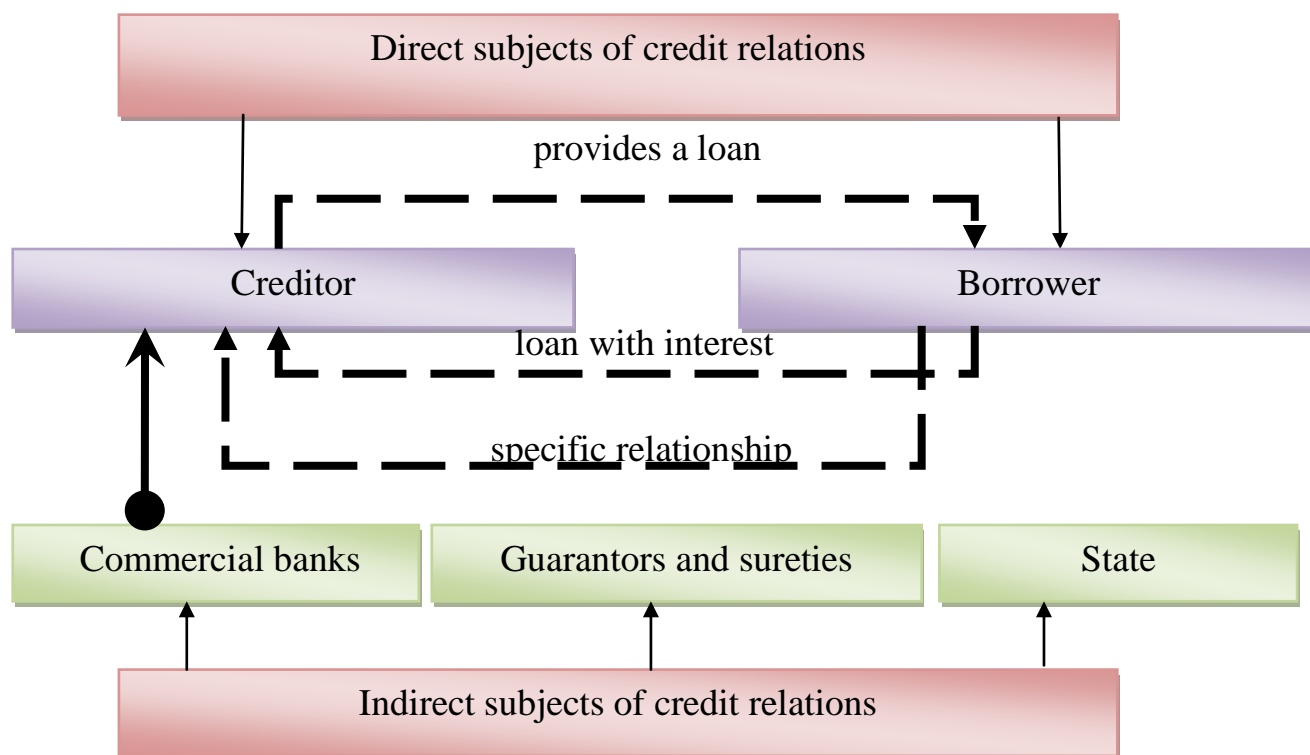 Direct subjects of credit relations
provides a loan
Creditor
Borrower
loan with interest
specific relationship
Commercial banks
Guarantors and sureties
State
Indirect subjects of credit relations